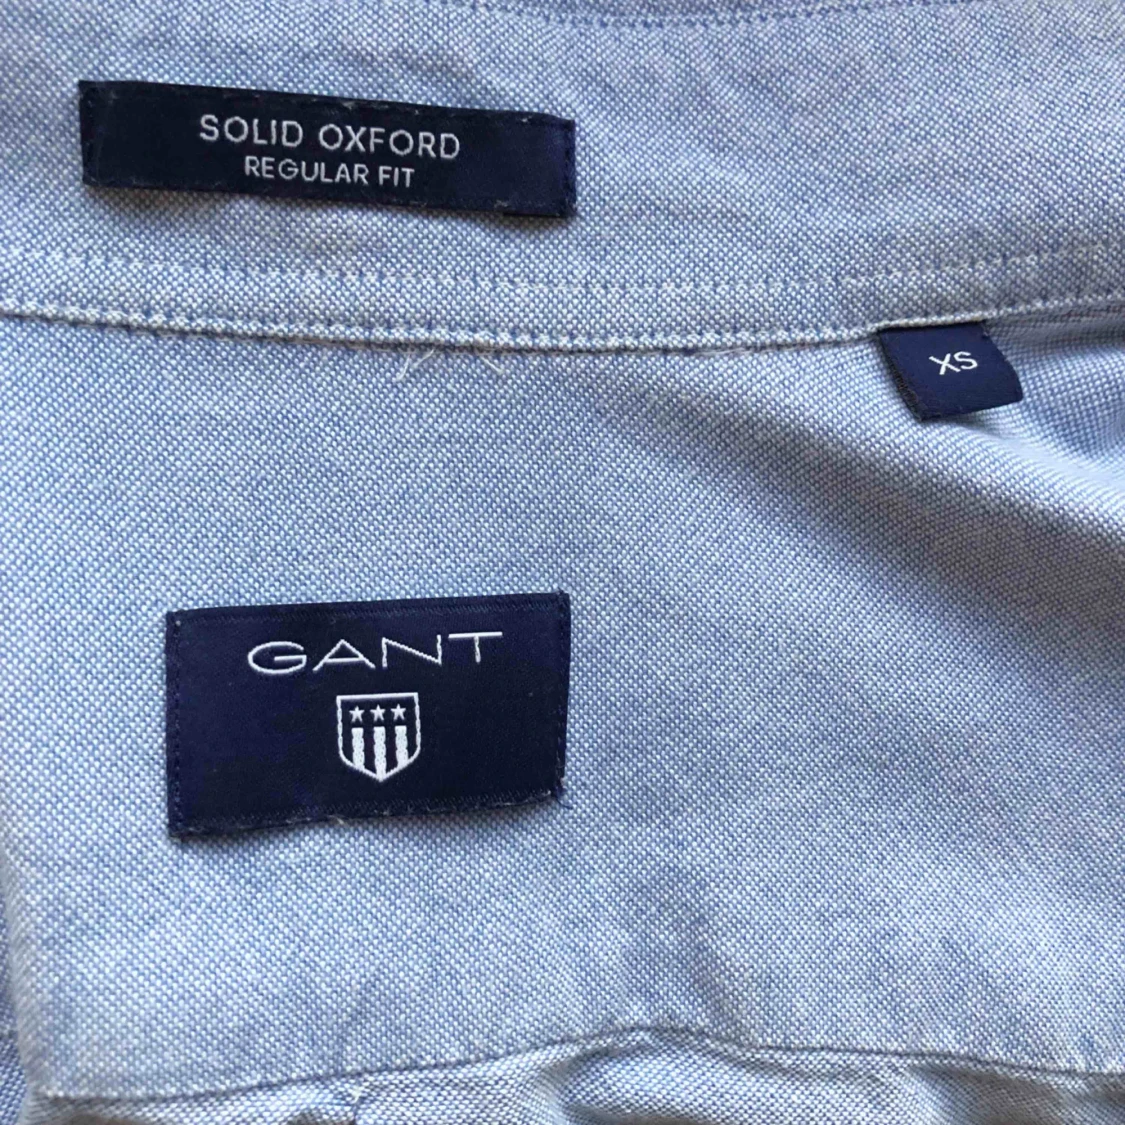 SOLID OXFORD
REGULAR FIT
XS
GANT